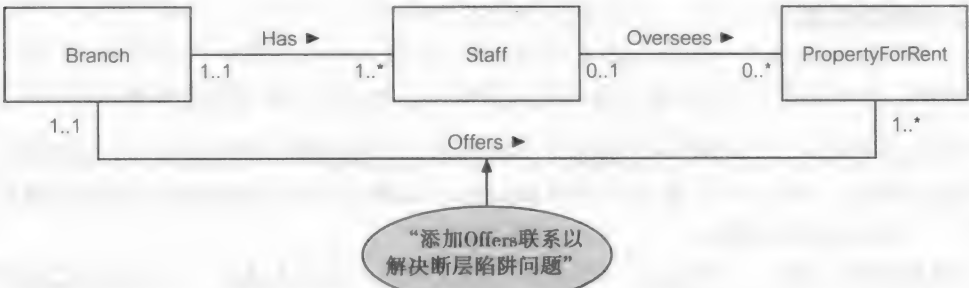 Branch
Has ►
Staff
Oversees ►
PropertyForRent
1..1
1..*
0..1
0..*
1..1
Offers ►
1..*
“添加Offers联系以
解决断层陷阱问题”